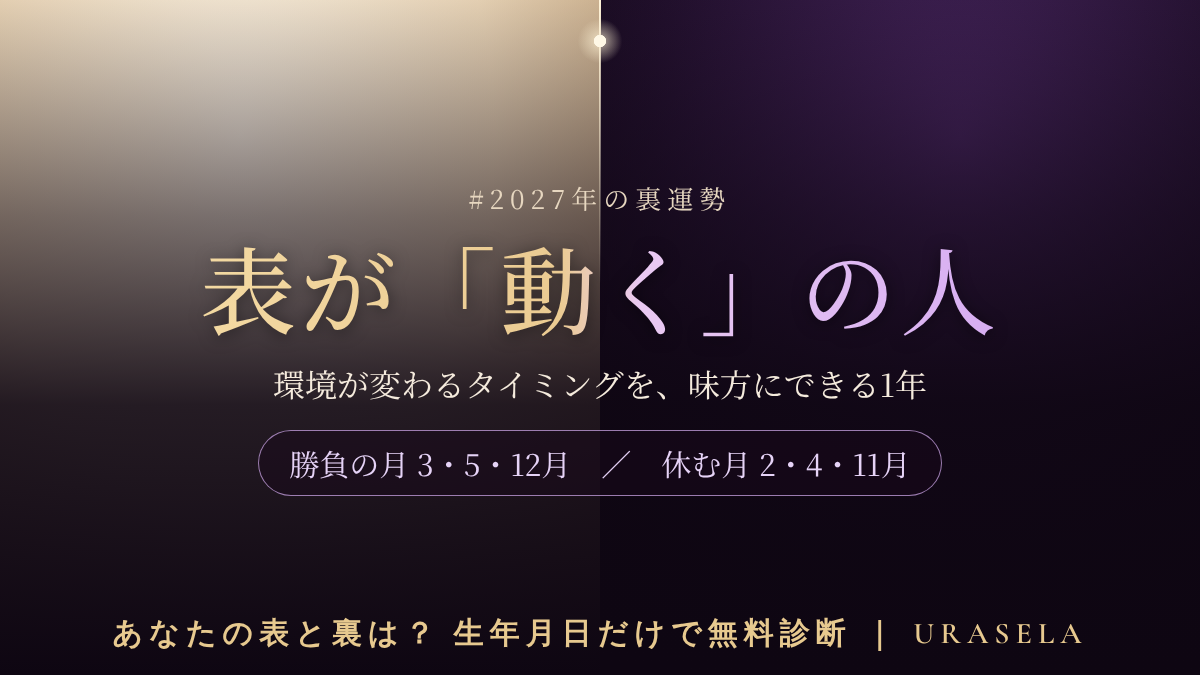 #2027年の裏運勢
表が「動く」の人
環境が変わるタイミングを、味方にできる1年
勝負の月 3・5・12月　／　休む月 2・4・11月
あなたの表と裏は？ 生年月日だけで無料診断 ｜ URASELA